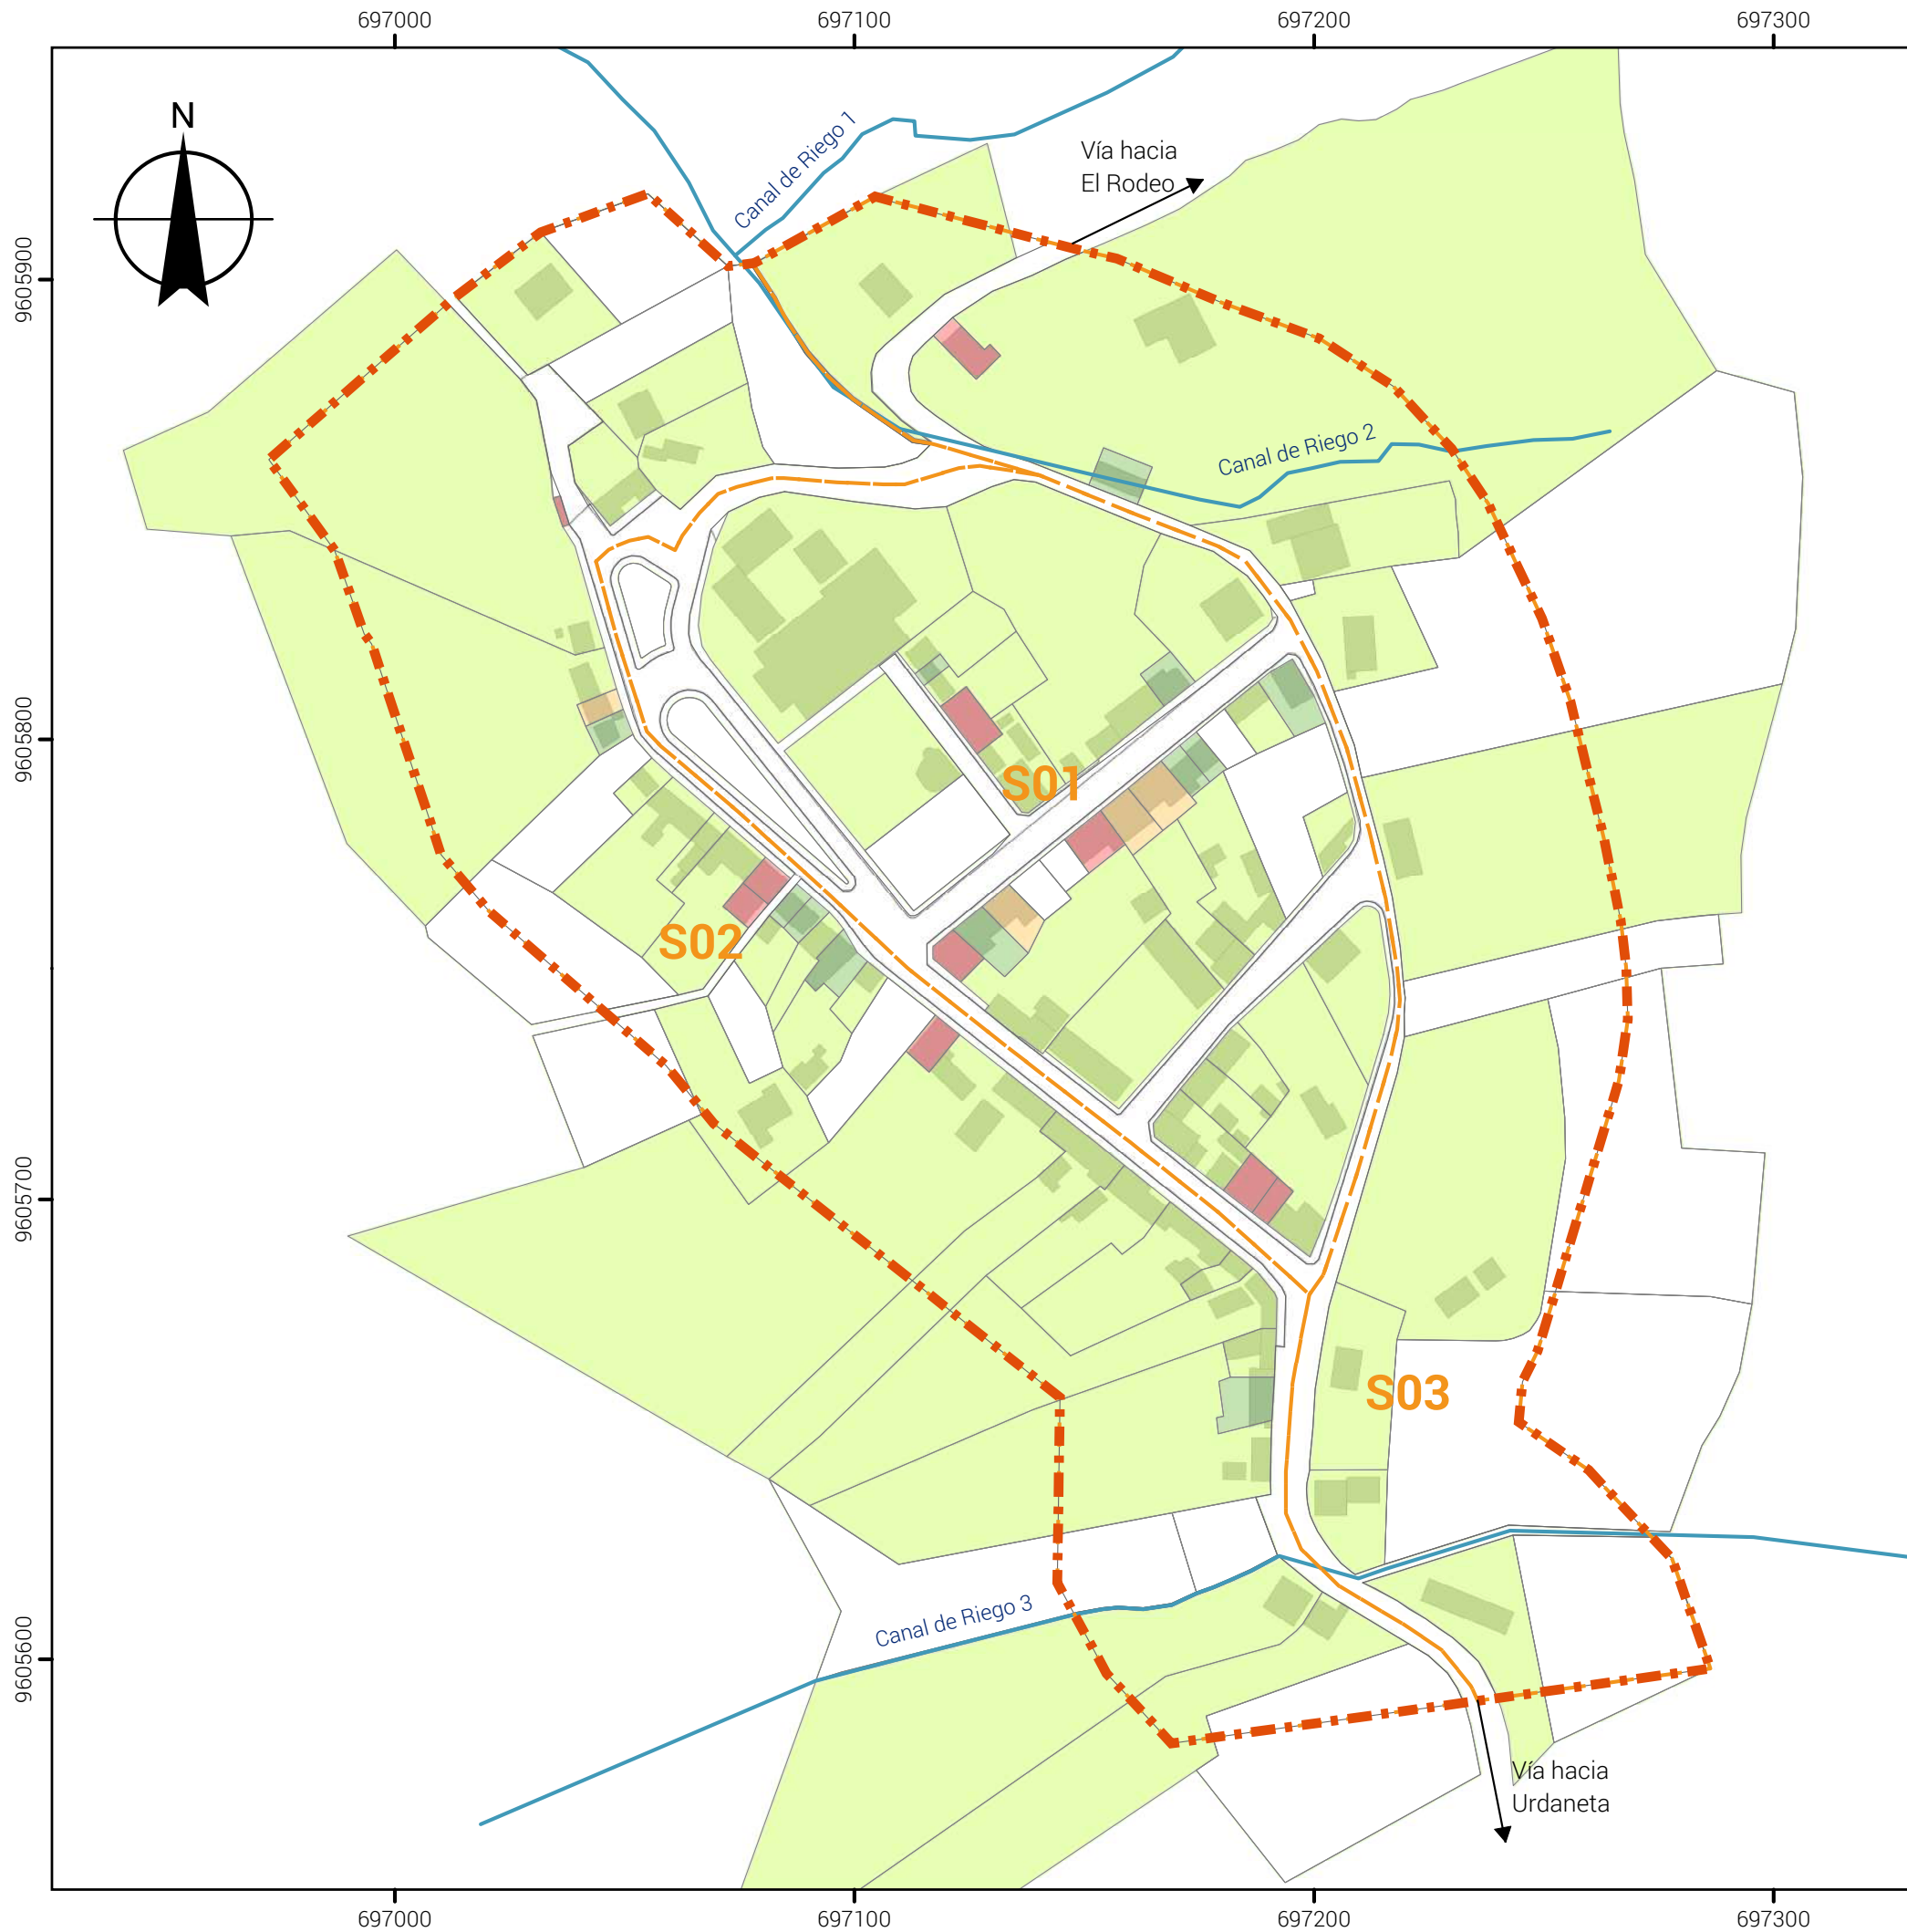 697000
697100
697200
697300
N
Canal de Riego 1
Vía hacia
El Rodeo
9605900
Canal de Riego 2
9605800
S01
S02
9605700
S03
Canal de Riego 3
9605600
Vía hacia
Urdaneta
697000
697100
697200
697300